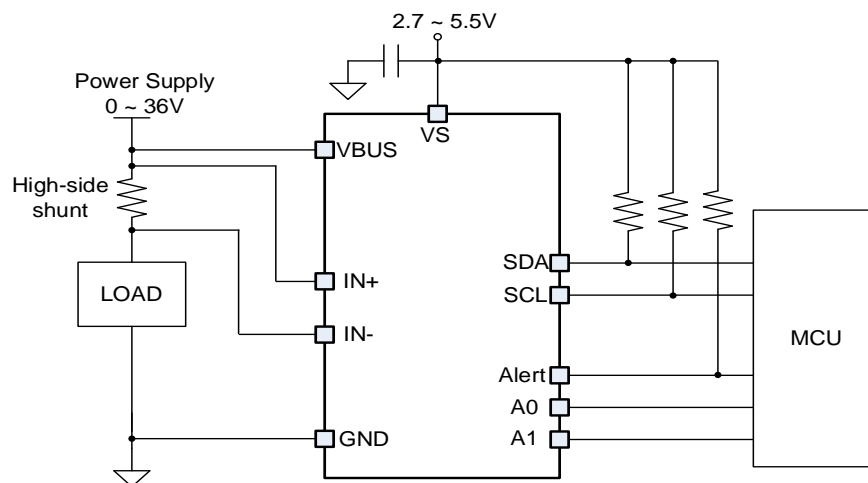 2.7 ~ 5.5V
Power Supply
0 ~ 36V
VS
VBUS
High-side
shunt
SDA
IN+
LOAD
SCL
IN-
MCU
Alert
A0
GND
A1